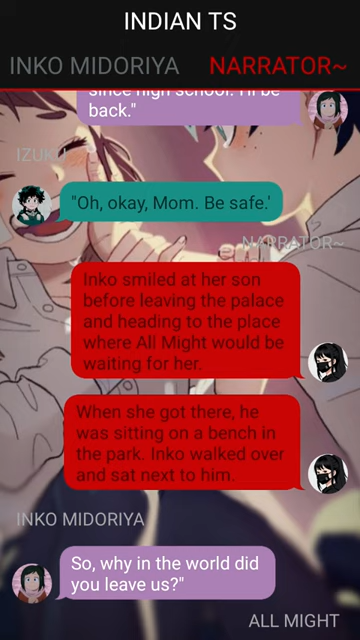 INDIAN TS
INKO MIDORIYA NARRATOR~
since high school. I'll be
back."
IZUKU
"Oh, okay, Mom. Be safe.'
NARRATOR~
Inko smiled at her son
before leaving the palace
and heading to the place
where All Might would be
waiting for her.
When she got there, he
was sitting on a bench in
the park. Inko walked over
and sat next to him.
INKO MIDORIYA
So, why in the world did
you leave us?"
ALL MIGHT